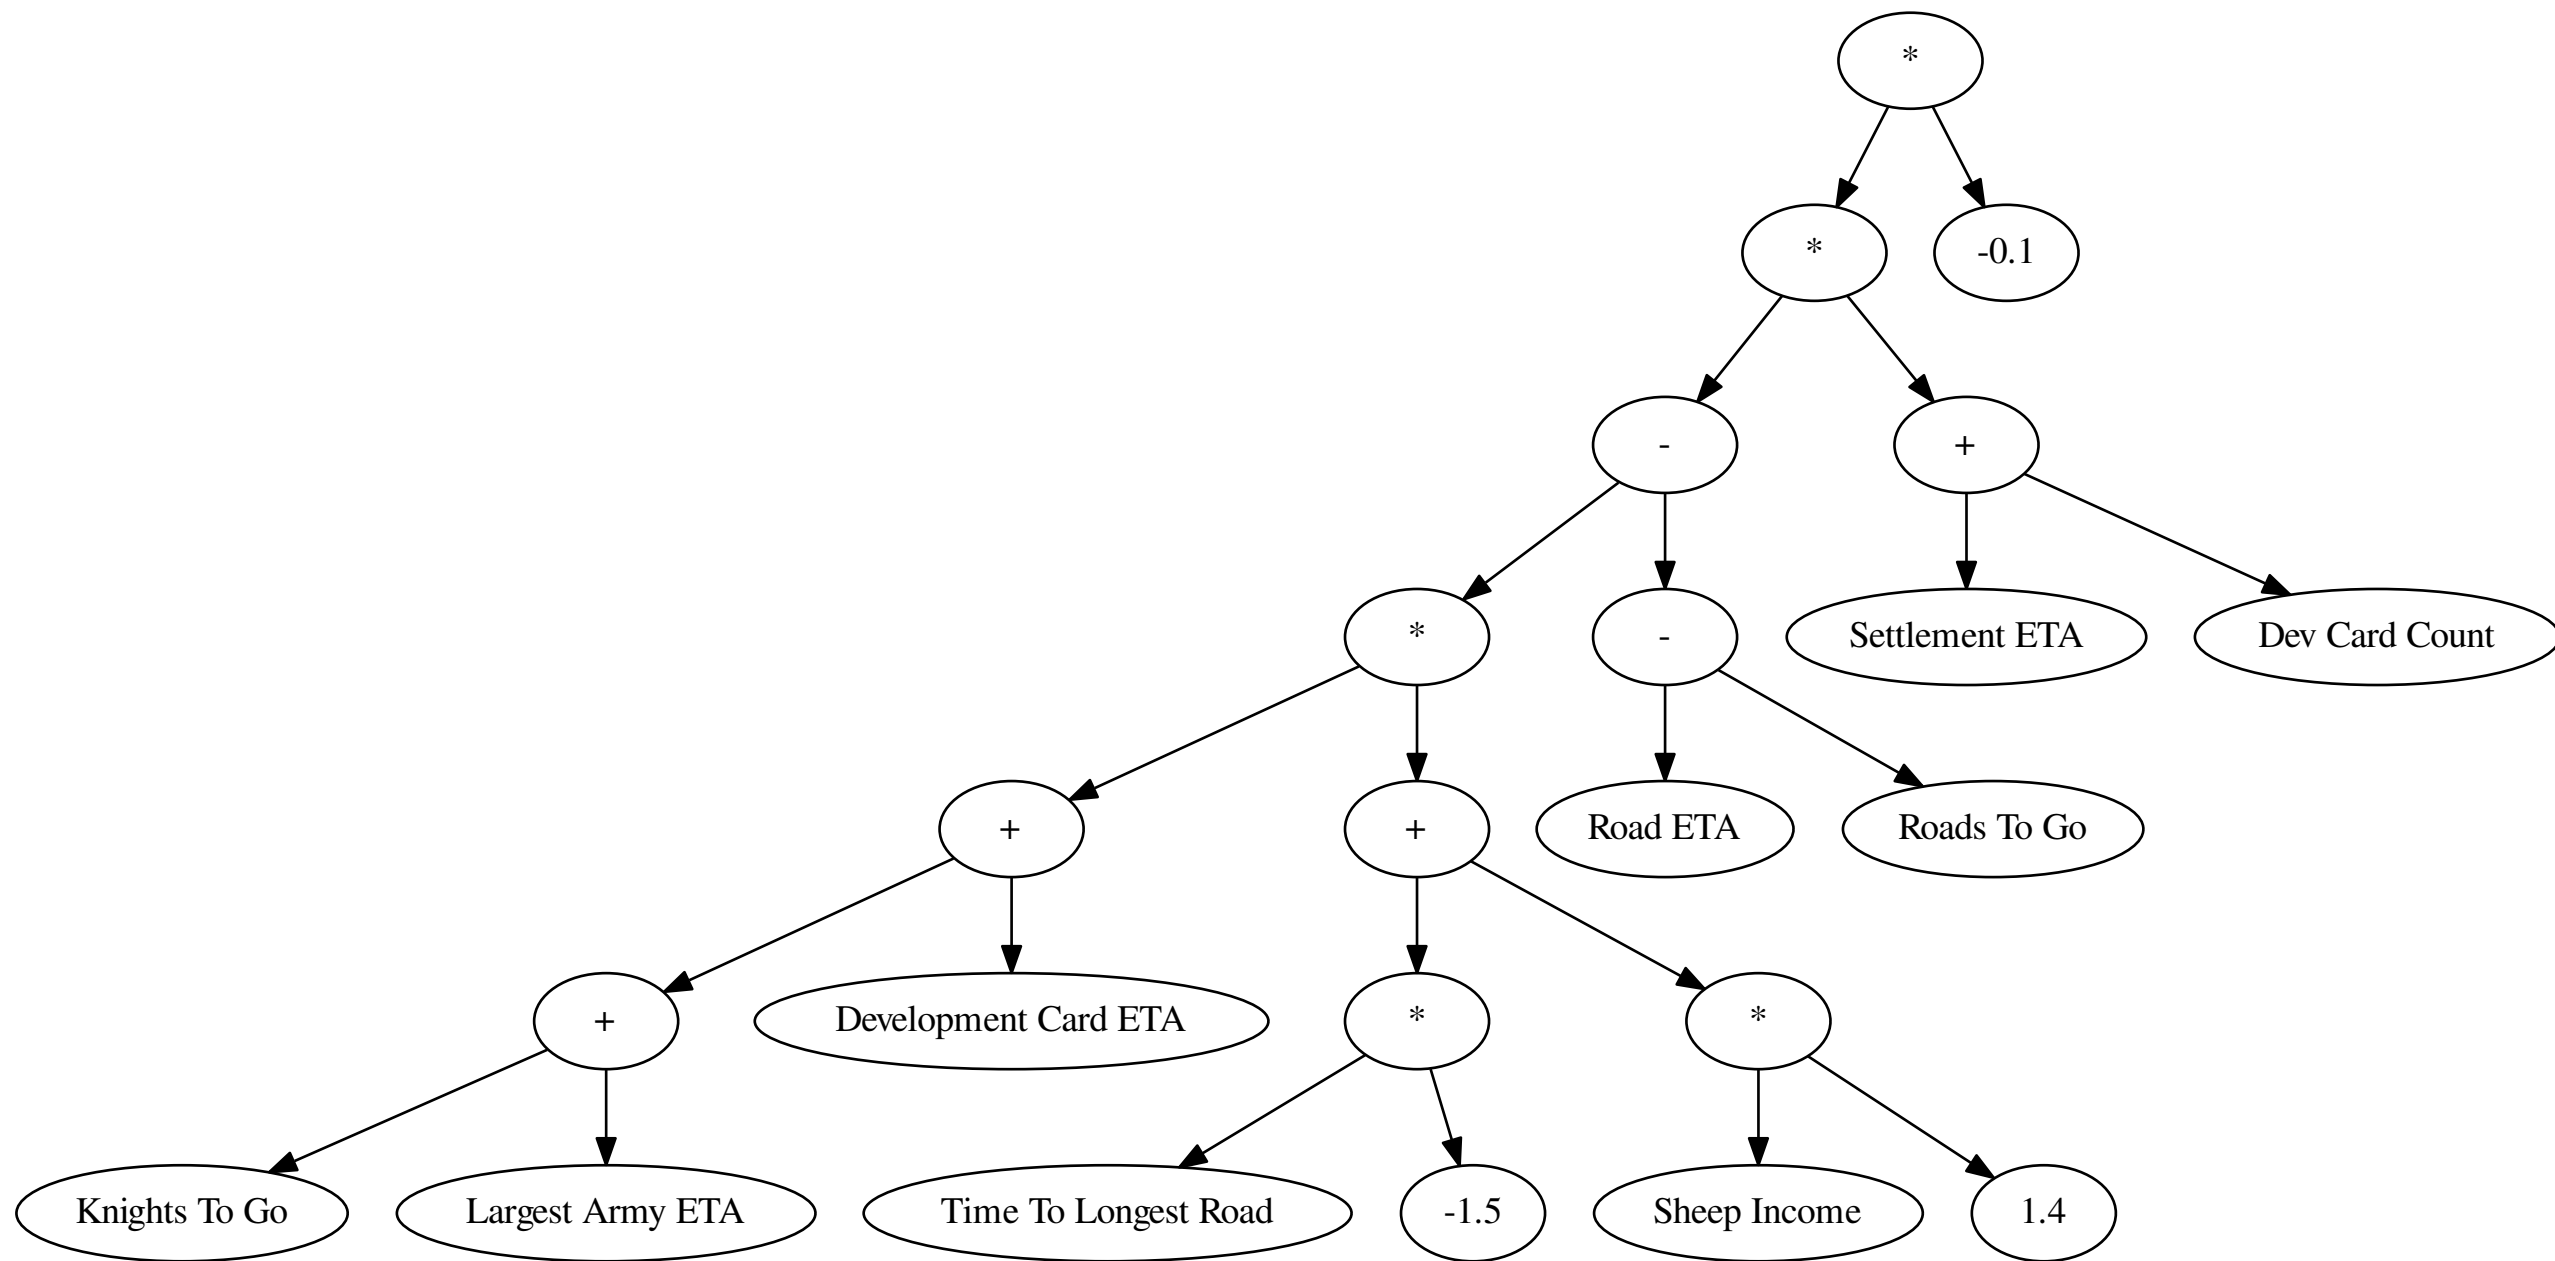 *
*
-0.1
-
+
*
-
Settlement ETA
Dev Card Count
+
+
Road ETA
Roads To Go
+
Development Card ETA
*
*
Knights To Go
Largest Army ETA
Time To Longest Road
-1.5
Sheep Income
1.4